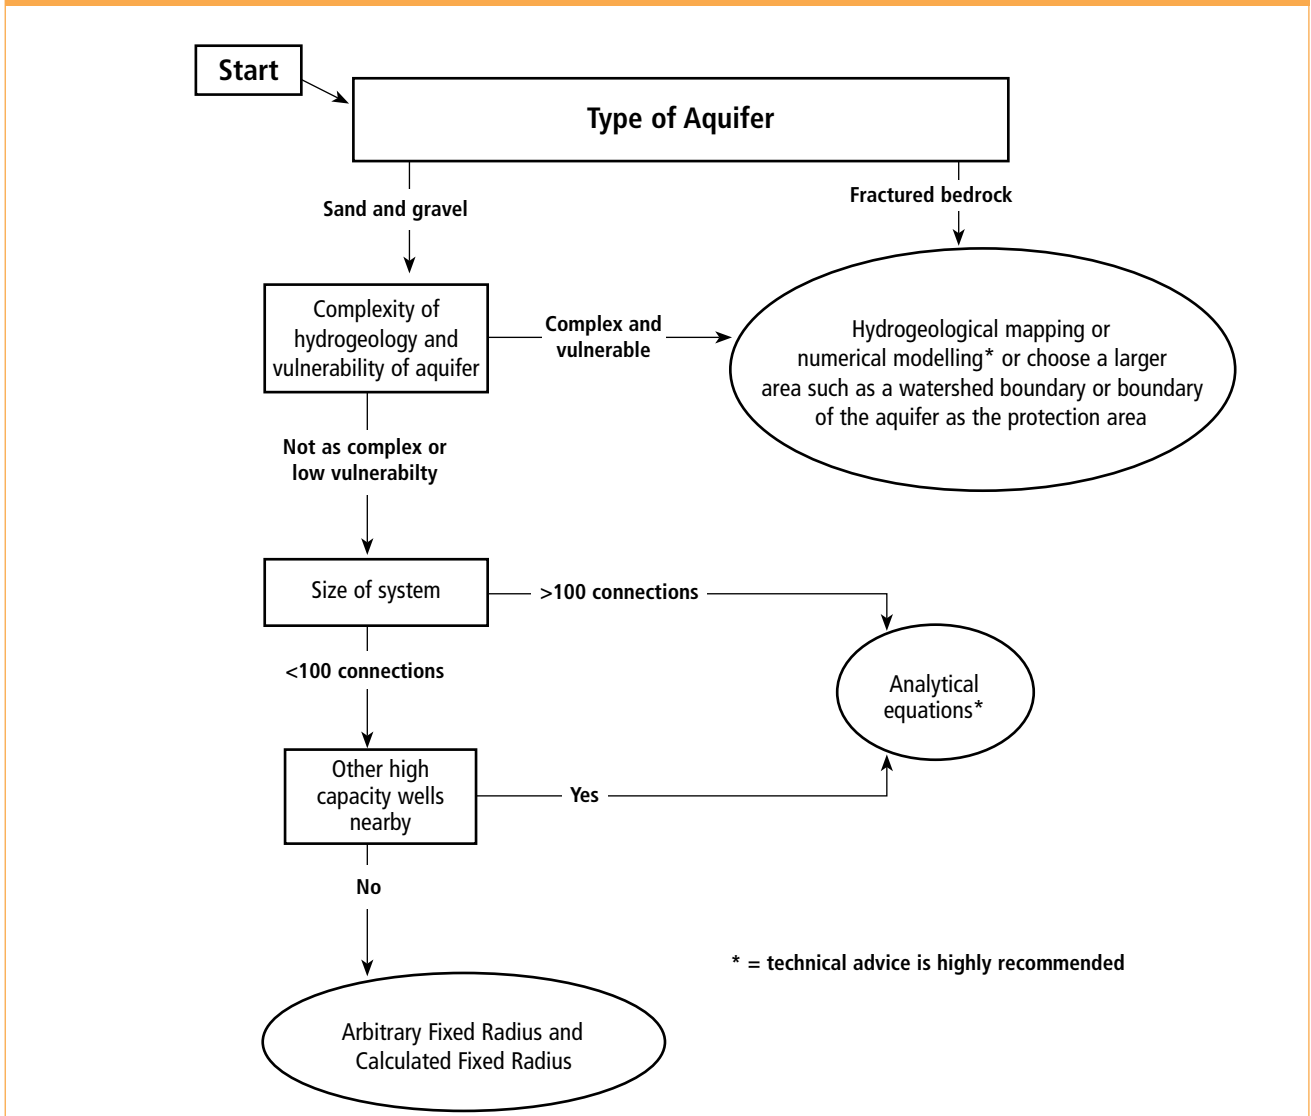 Start
Type of Aquifer
Sand and gravel
Fractured bedrock
Complexity of
hydrogeology and
vulnerability of aquifer
Complex and
vulnerable
Hydrogeological mapping or
numerical modelling* or choose a larger
area such as a watershed boundary or boundary
of the aquifer as the protection area
Not as complex or
low vulnerabilty
Size of system
>100 connections
<100 connections
Analytical
equations*
Other high
capacity wells
nearby
Yes
No
* = technical advice is highly recommended
Arbitrary Fixed Radius and
Calculated Fixed Radius